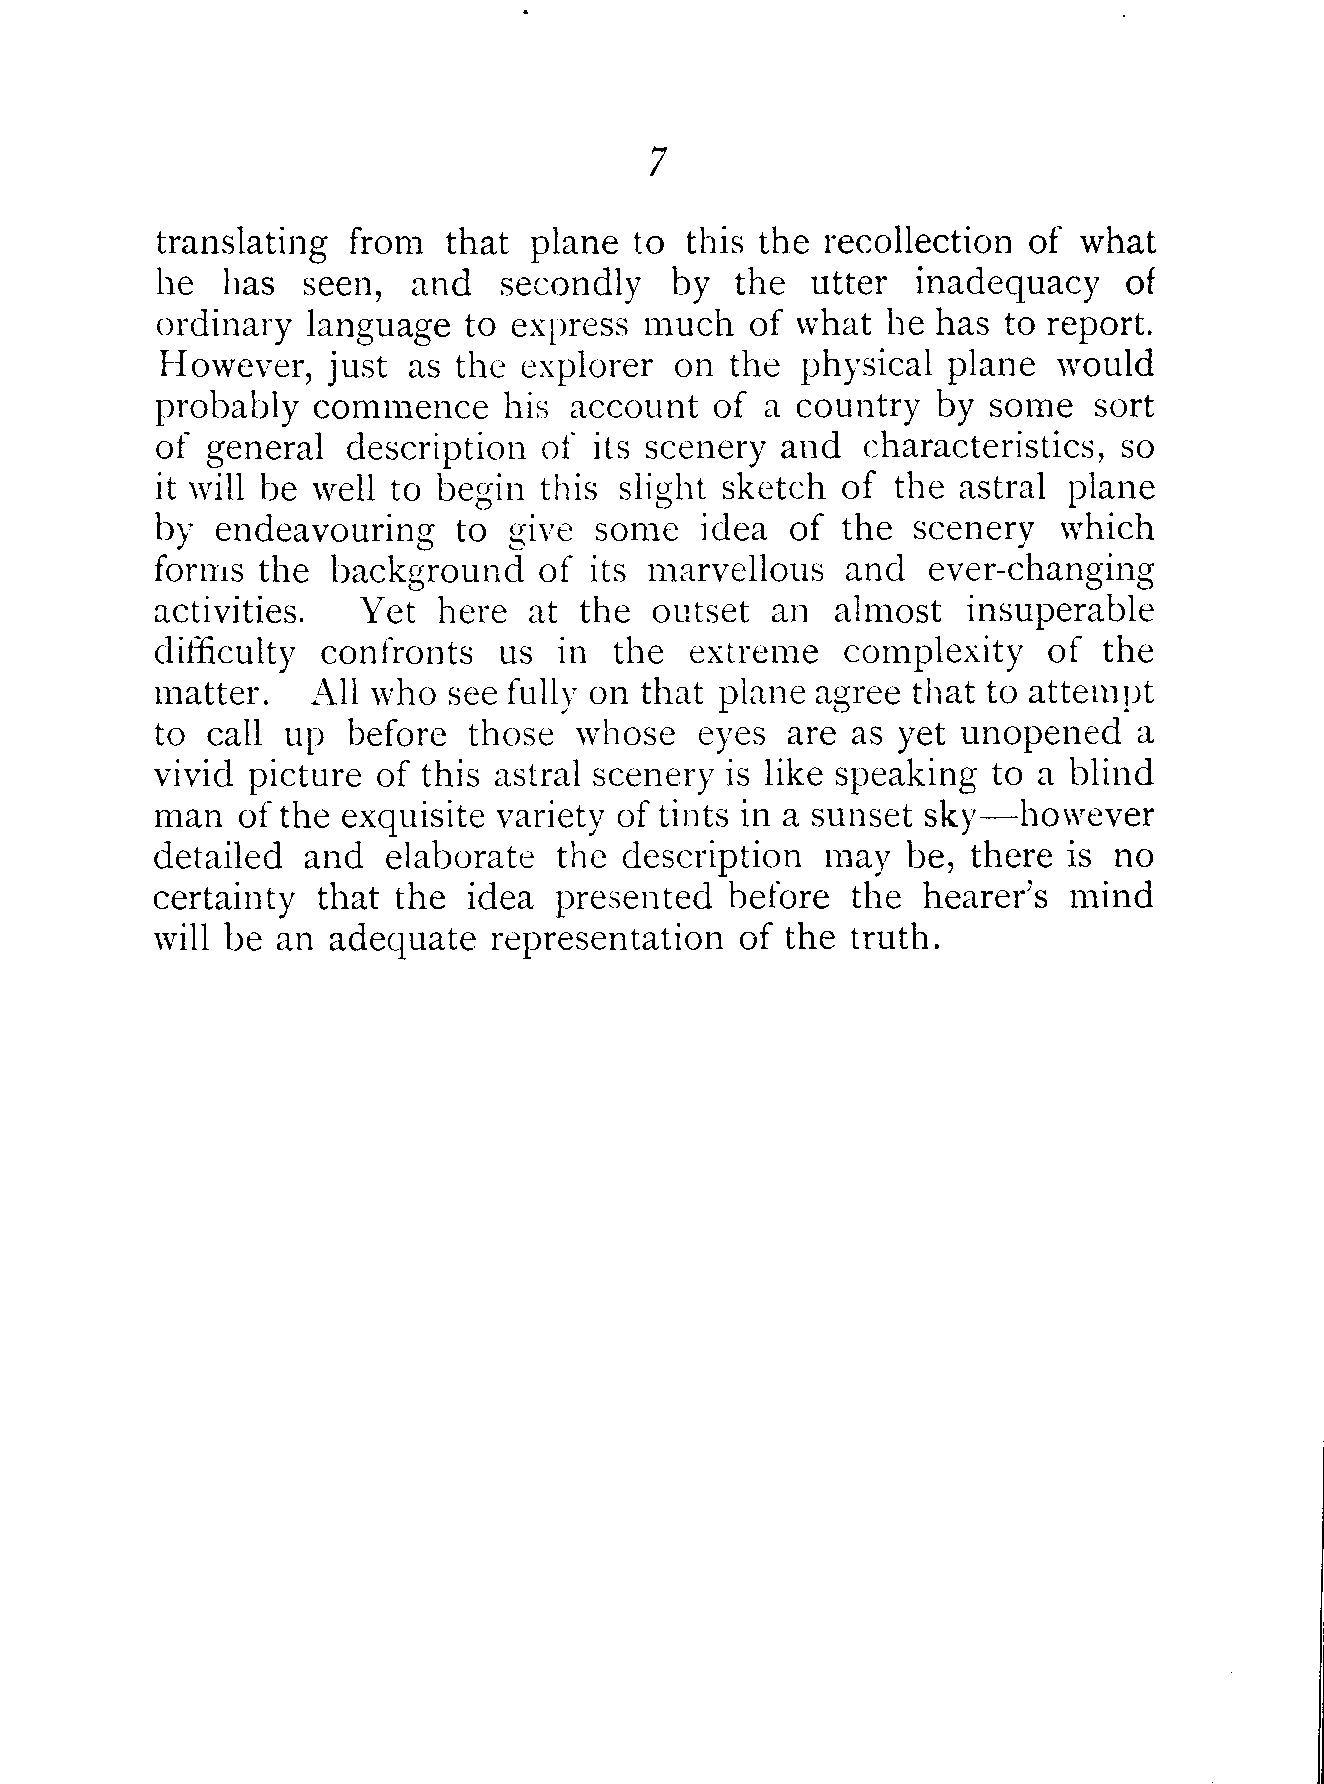 7
translating from that plane to this the recollection of what
he has seen, and secondly by the utter inadequacy of
ordinary language to express much of what he has to report.
However, just as the explorer on the physical plane would
probably commence his account of a country by some sort
of general description of its scenery and characteristics, so
it will be well to begin this slight sketch of the astral plane
by endeavouring to give some idea of the scenery which
forms the background of its marvellous and ever-changing
activities. Yet here at the outset an almost insuperable
difficulty confronts us in the extreme complexity of the
matter. All who see fully on that plane agree that to attempt
to call up before those whose eyes are as yet unopened a
vivid picture of this astral scenery is like speaking to a blind
man of the exquisite variety of tints in a sunset sky—however
detailed and elaborate the description may be, there is no
certainty that the idea presented before the hearer's mind
will be an adequate representation of the truth.